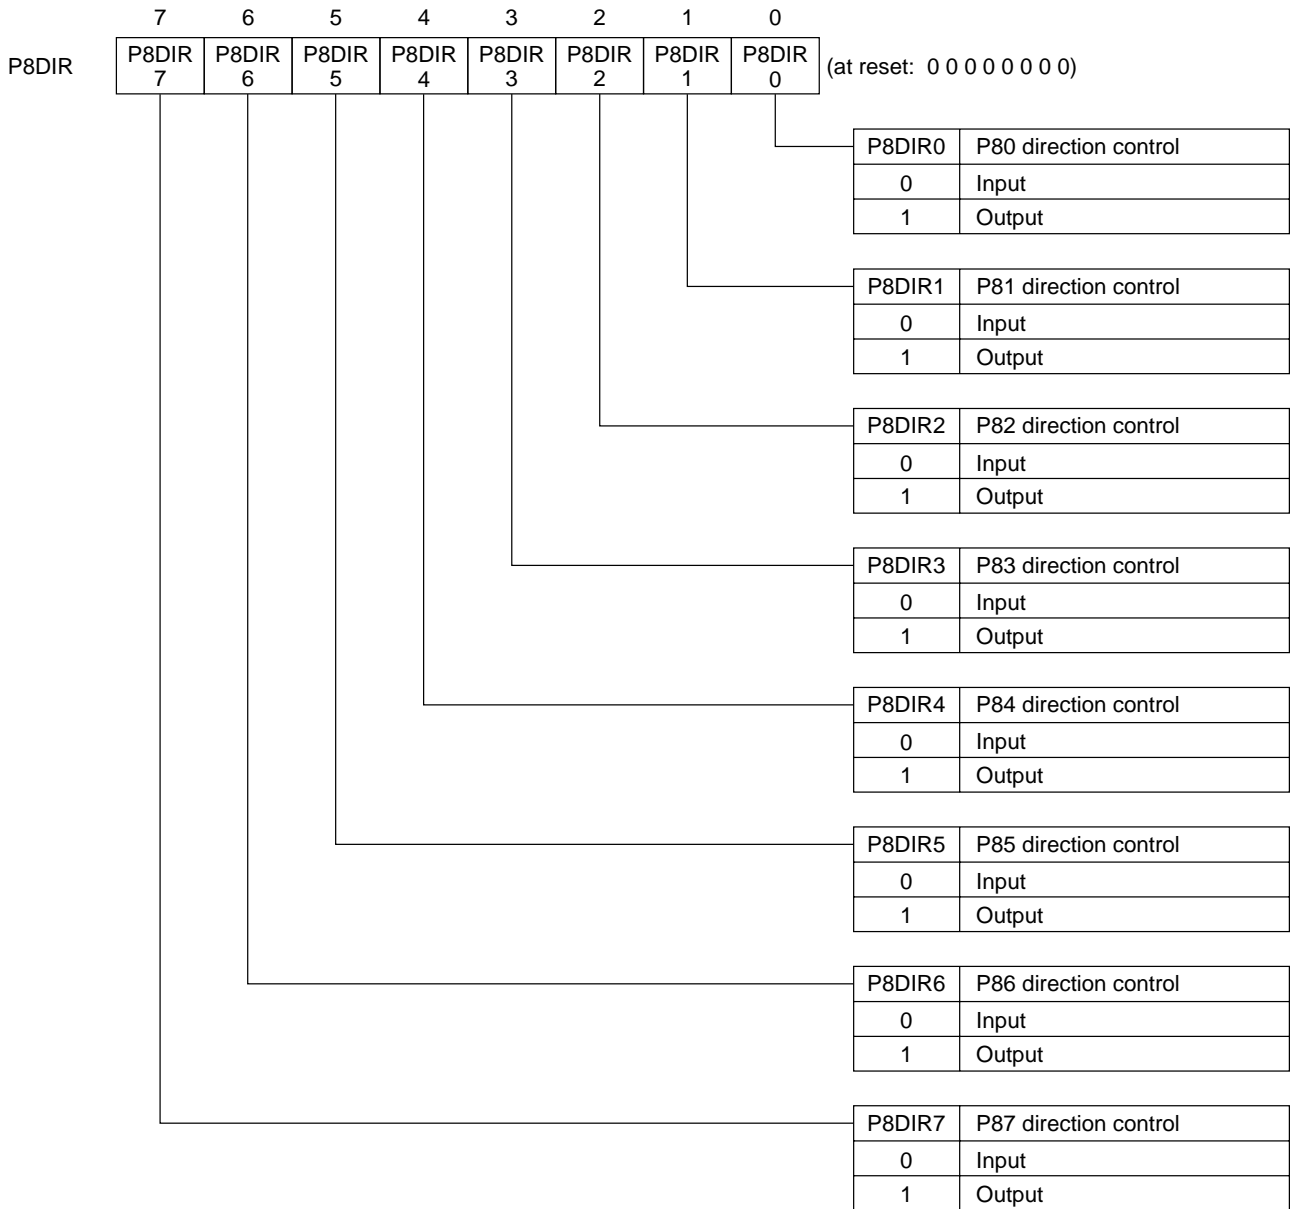 7 6 5 4 3 2 1 0
P8DIR P8DIR 7 P8DIR 6 P8DIR 5 P8DIR 4 P8DIR 3 P8DIR 2 P8DIR 1 P8DIR 0 (at reset: 0 0 0 0 0 0 0 0)
P8DIR0 P80 direction control
0 Input
1 Output
P8DIR1 P81 direction control
0 Input
1 Output
P8DIR2 P82 direction control
0 Input
1 Output
P8DIR3 P83 direction control
0 Input
1 Output
P8DIR4 P84 direction control
0 Input
1 Output
P8DIR5 P85 direction control
0 Input
1 Output
P8DIR6 P86 direction control
0 Input
1 Output
P8DIR7 P87 direction control
0 Input
1 Output